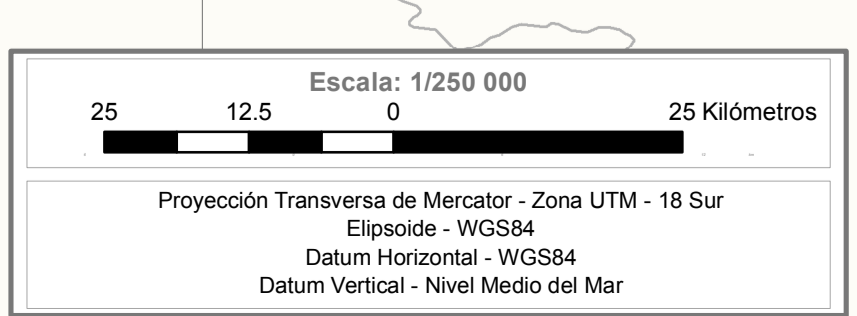 Escala: 1/250 000
25 12.5 0 25 Kilómetros
Proyección Transversa de Mercator - Zona UTM - 18 Sur
Elipsoide - WGS84
Datum Horizontal - WGS84
Datum Vertical - Nivel Medio del Mar